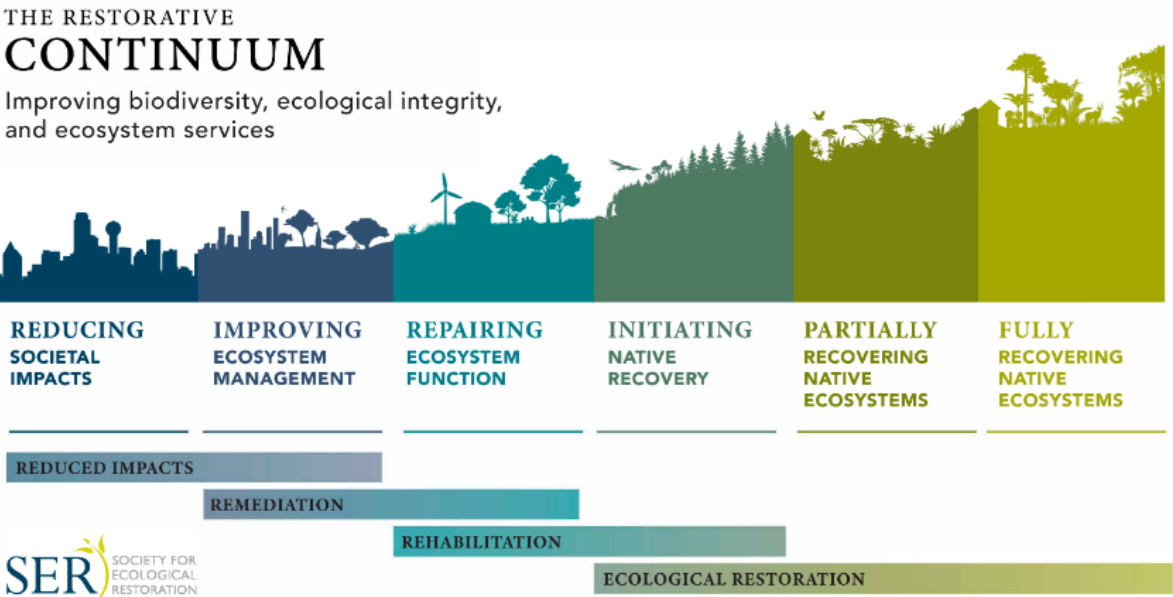 THE RESTORATIVE
CONTINUUM
Improving biodiversity, ecological integrity,
and ecosystem services
REDUCING
SOCIETAL
IMPACTS
IMPROVING
ECOSYSTEM
MANAGEMENT
REPAIRING
ECOSYSTEM
FUNCTION
INITIATING
NATIVE
RECOVERY
PARTIALLY
RECOVERING
NATIVE
ECOSYSTEMS
FULLY
RECOVERING
NATIVE
ECOSYSTEMS
REDUCED IMPACTS
REMEDIATION
REHABILITATION
ECOLOGICAL RESTORATION
SER
SOCIETY FOR
ECOLOGICAL
RESTORATION